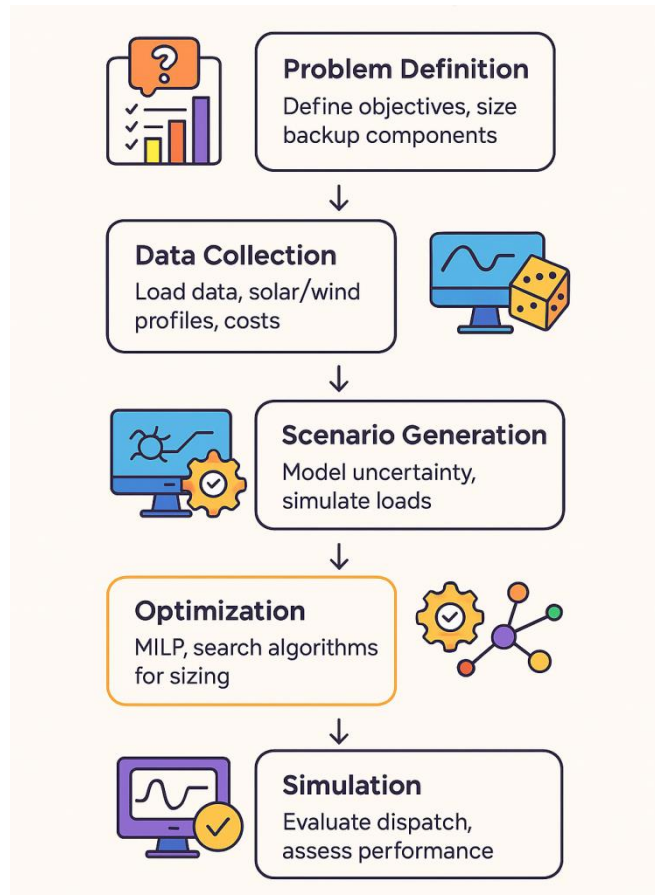 ?
Problem Definition
Define objectives, size
backup components
Data Collection
Load data, solar/wind
profiles, costs
Scenario Generation
Model uncertainty,
simulate loads
Optimization
MILP, search algorithms
for sizing
Simulation
Evaluate dispatch,
assess performance